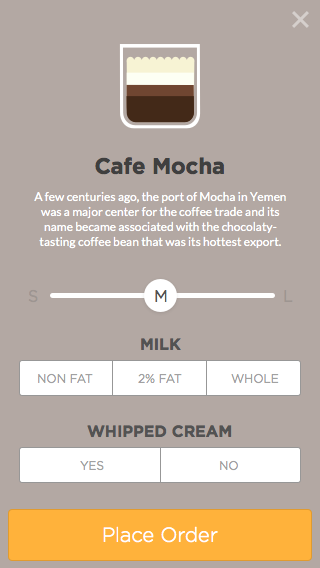 Cafe Mocha
A few centuries ago, the port of Mocha in Yemen
was a major center for the coffee trade and its
name became associated with the chocolaty-
tasting coffee bean that was its hottest export.
S M L
MILK
NON FAT 2% FAT WHOLE
WHIPPED CREAM
YES NO
Place Order